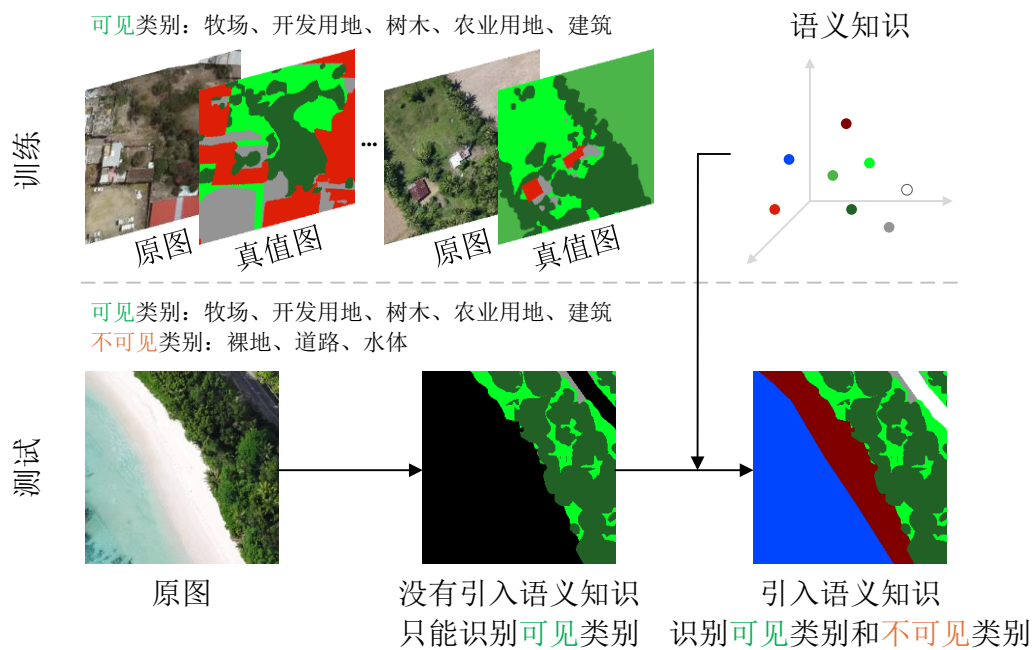 可见类别：牧场、开发用地、树木、农业用地、建筑
语义知识
训练
...
原图
真值图
原图
真值图
可见类别：牧场、开发用地、树木、农业用地、建筑
不可见类别：裸地、道路、水体
测试
原图
没有引入语义知识
只能识别可见类别
引入语义知识
识别可见类别和不可见类别